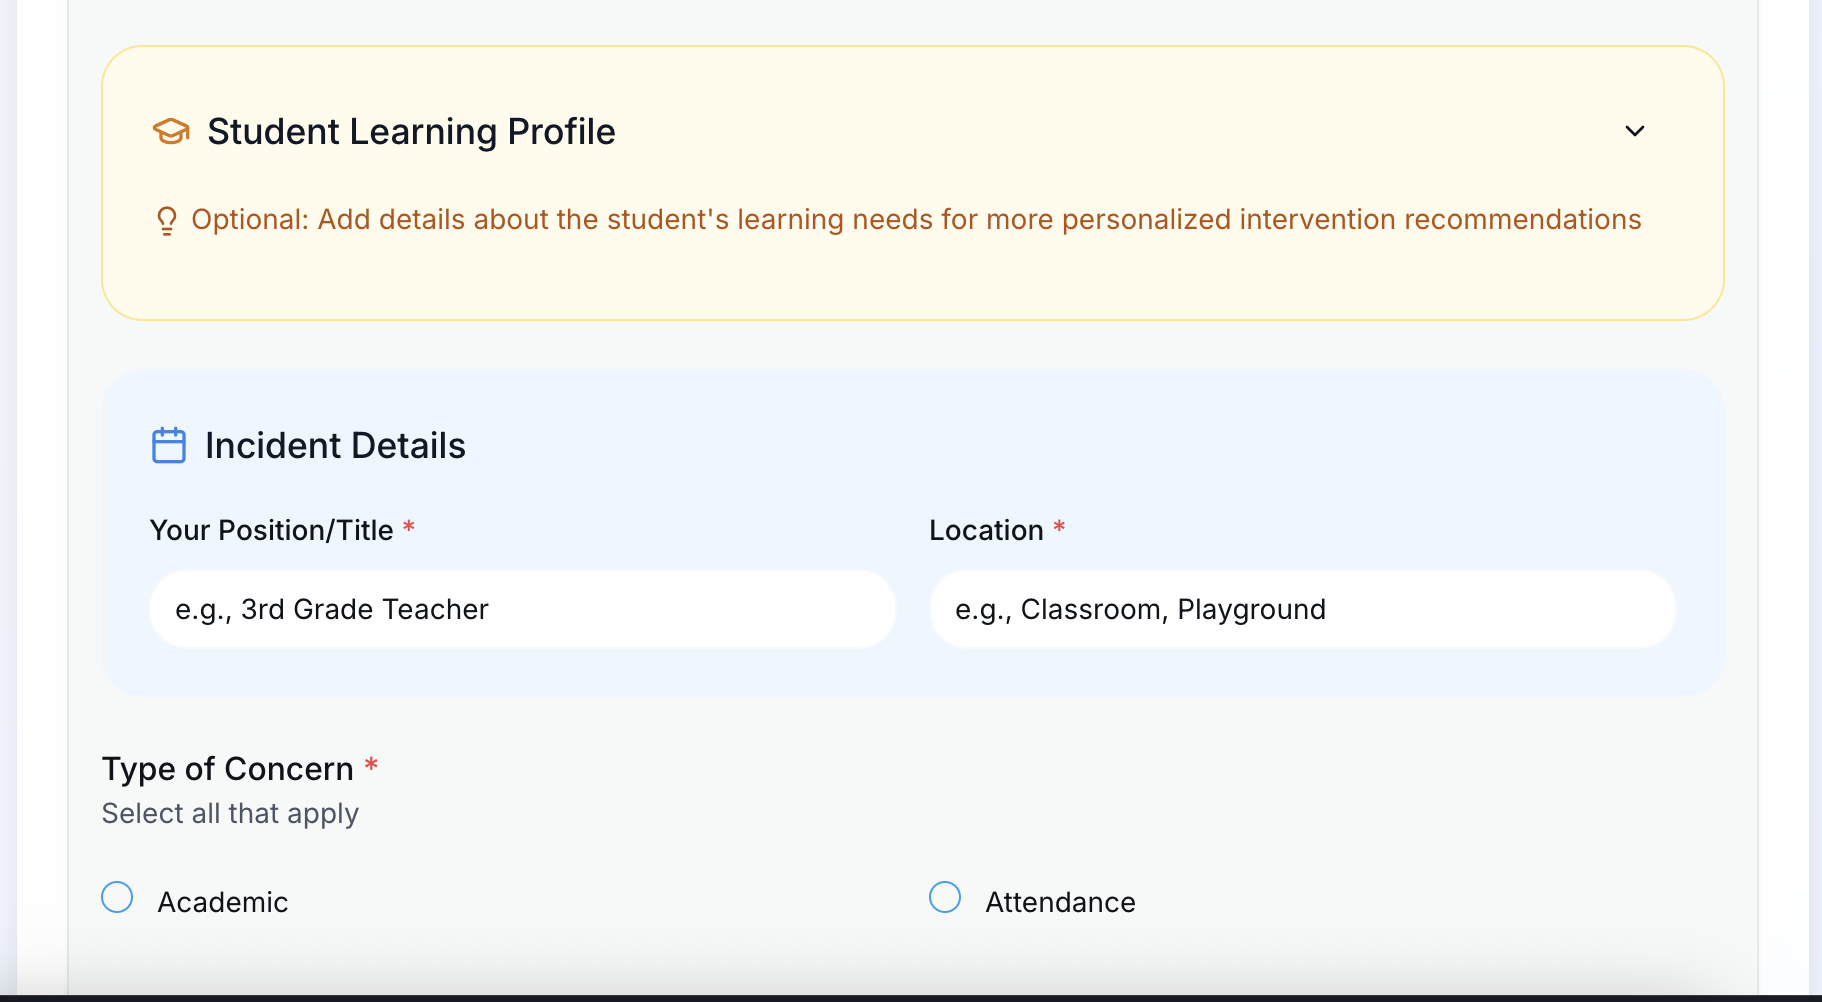 Student Learning Profile
Optional: Add details about the student's learning needs for more personalized intervention recommendations
Incident Details
Your Position/Title *
Location *
e.g., 3rd Grade Teacher
e.g., Classroom, Playground
Type of Concern *
Select all that apply
Academic
Attendance